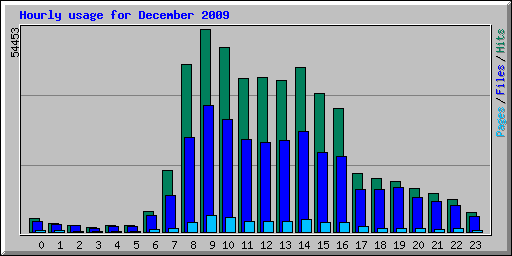 Hourly usage for December 2009
54453
Pages / Files / Hits
0 1 2 3 4 5 6 7 8 9 10 11 12 13 14 15 16 17 18 19 20 21 22 23